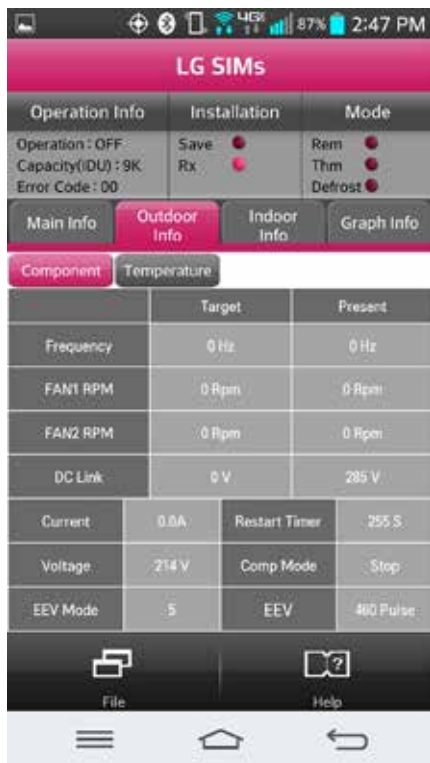 4G 87% 2:47 PM
LG SIMs
Operation Info Installation Mode
Operation : OFF Save Rem
Capacity(IDU) : 9K Rx Thm
Error Code : 00 Defrost
Main Info Outdoor Info Indoor Info Graph Info
Component Temperature
Target Present
Frequency 0 Hz 0 Hz
FAN1 RPM 0 Rpm 0 Rpm
FAN2 RPM 0 Rpm 0 Rpm
DC Link 0 V 285 V
Current 0.0A Restart Timer 255 S
Voltage 214 V Comp Mode Stop
EEV Mode 5 EEV 460 Pulse
File Help